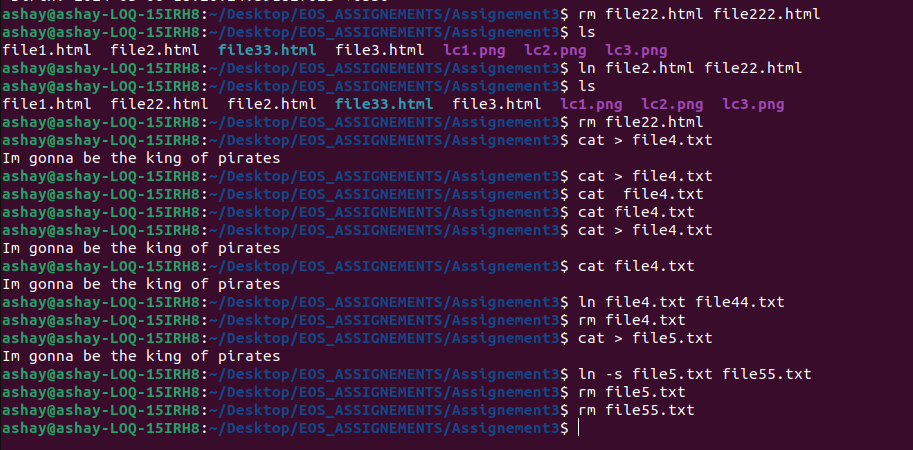 ashay@ashay-LOQ-15IRH8:~/Desktop/EOS_ASSIGNEMENTS/Assignement3$ rm file22.html file222.html
ashay@ashay-LOQ-15IRH8:~/Desktop/EOS_ASSIGNEMENTS/Assignement3$ ls
file1.html  file2.html  file33.html  file3.html  lc1.png  lc2.png  lc3.png
ashay@ashay-LOQ-15IRH8:~/Desktop/EOS_ASSIGNEMENTS/Assignement3$ ln file2.html file22.html
ashay@ashay-LOQ-15IRH8:~/Desktop/EOS_ASSIGNEMENTS/Assignement3$ ls
file1.html  file22.html  file2.html  file33.html  file3.html  lc1.png  lc2.png  lc3.png
ashay@ashay-LOQ-15IRH8:~/Desktop/EOS_ASSIGNEMENTS/Assignement3$ rm file22.html
ashay@ashay-LOQ-15IRH8:~/Desktop/EOS_ASSIGNEMENTS/Assignement3$ cat > file4.txt
Im gonna be the king of pirates
ashay@ashay-LOQ-15IRH8:~/Desktop/EOS_ASSIGNEMENTS/Assignement3$ cat > file4.txt
ashay@ashay-LOQ-15IRH8:~/Desktop/EOS_ASSIGNEMENTS/Assignement3$ cat  file4.txt
ashay@ashay-LOQ-15IRH8:~/Desktop/EOS_ASSIGNEMENTS/Assignement3$ cat file4.txt
ashay@ashay-LOQ-15IRH8:~/Desktop/EOS_ASSIGNEMENTS/Assignement3$ cat > file4.txt
Im gonna be the king of pirates
ashay@ashay-LOQ-15IRH8:~/Desktop/EOS_ASSIGNEMENTS/Assignement3$ cat file4.txt
Im gonna be the king of pirates
ashay@ashay-LOQ-15IRH8:~/Desktop/EOS_ASSIGNEMENTS/Assignement3$ ln file4.txt file44.txt
ashay@ashay-LOQ-15IRH8:~/Desktop/EOS_ASSIGNEMENTS/Assignement3$ rm file4.txt
ashay@ashay-LOQ-15IRH8:~/Desktop/EOS_ASSIGNEMENTS/Assignement3$ cat > file5.txt
Im gonna be the king of pirates
ashay@ashay-LOQ-15IRH8:~/Desktop/EOS_ASSIGNEMENTS/Assignement3$ ln -s file5.txt file55.txt
ashay@ashay-LOQ-15IRH8:~/Desktop/EOS_ASSIGNEMENTS/Assignement3$ rm file5.txt
ashay@ashay-LOQ-15IRH8:~/Desktop/EOS_ASSIGNEMENTS/Assignement3$ rm file55.txt
ashay@ashay-LOQ-15IRH8:~/Desktop/EOS_ASSIGNEMENTS/Assignement3$